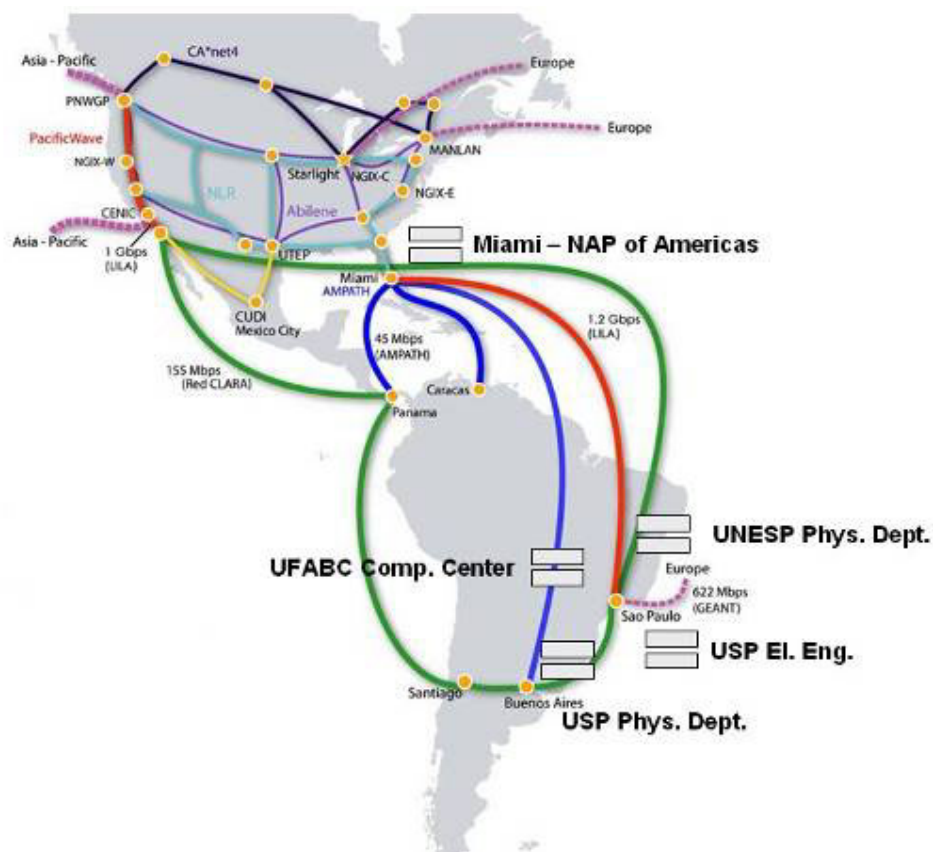 CA*net4
Asia - Pacific
Europe
PNWGP
Europe
PacificWave
MANLAN
NGIX-W
Starlight
NGIX-C
NLR
NGIX-E
Abilene
CENIC
Asia - Pacific
1 Gbps
(LILA)
UTEP
Miami – NAP of Americas
Miami
AMPATH
CUDI
Mexico City
1.2 Gbps
(LILA)
45 Mbps
(AMPATH)
155 Mbps
(Red CLARA)
Caracas
Panama
UNESP Phys. Dept.
UFABC Comp. Center
Europe
622 Mbps
(GEANT)
Sao Paulo
USP El. Eng.
Santiago
Buenos Aires
USP Phys. Dept.